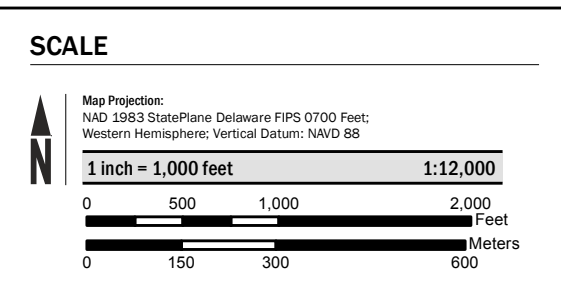 SCALE
Map Projection:
NAD 1983 StatePlane Delaware FIPS 0700 Feet;
Western Hemisphere; Vertical Datum: NAVD 88
N
1 inch = 1,000 feet 1:12,000
0 500 1,000 2,000
Feet
Meters
0 150 300 600